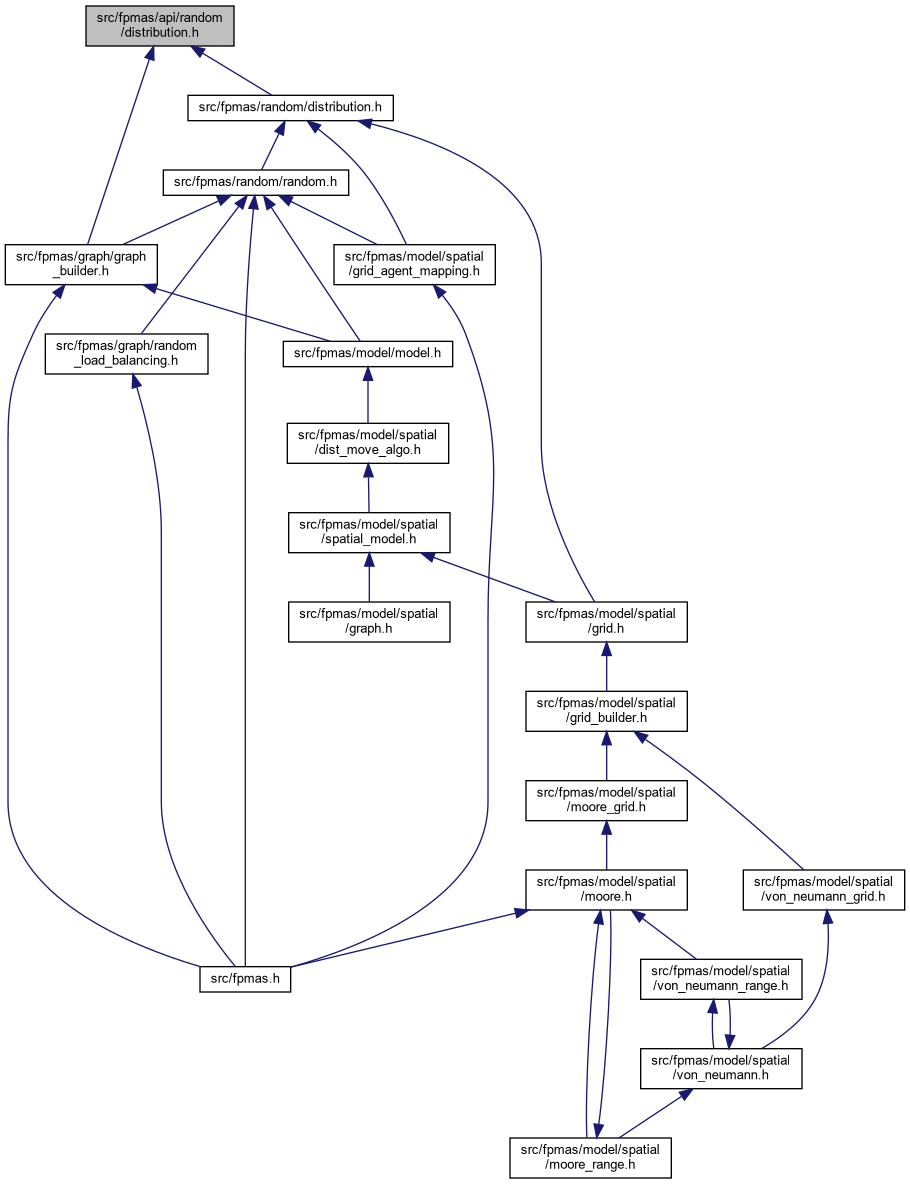 src/fpmas/api/random
/distribution.h
src/fpmas/random/distribution.h
src/fpmas/random/random.h
src/fpmas/graph/graph
_builder.h
src/fpmas/model/spatial
/grid_agent_mapping.h
src/fpmas/graph/random
_load_balancing.h
src/fpmas/model/model.h
src/fpmas/model/spatial
/dist_move_algo.h
src/fpmas/model/spatial
/spatial_model.h
src/fpmas/model/spatial
/graph.h
src/fpmas/model/spatial
/grid.h
src/fpmas/model/spatial
/grid_builder.h
src/fpmas/model/spatial
/moore_grid.h
src/fpmas/model/spatial
/moore.h
src/fpmas/model/spatial
/von_neumann_grid.h
src/fpmas.h
src/fpmas/model/spatial
/von_neumann_range.h
src/fpmas/model/spatial
/von_neumann.h
src/fpmas/model/spatial
/moore_range.h